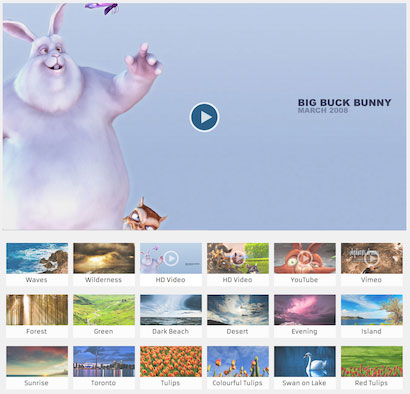 BIG BUCK BUNNY
MARCH 2008
Waves
Wilderness
HD Video
HD Video
YouTube
Vimeo
Forest
Green
Dark Beach
Desert
Evening
Island
Sunrise
Toronto
Tulips
Colourful Tulips
Swan on Lake
Red Tulips